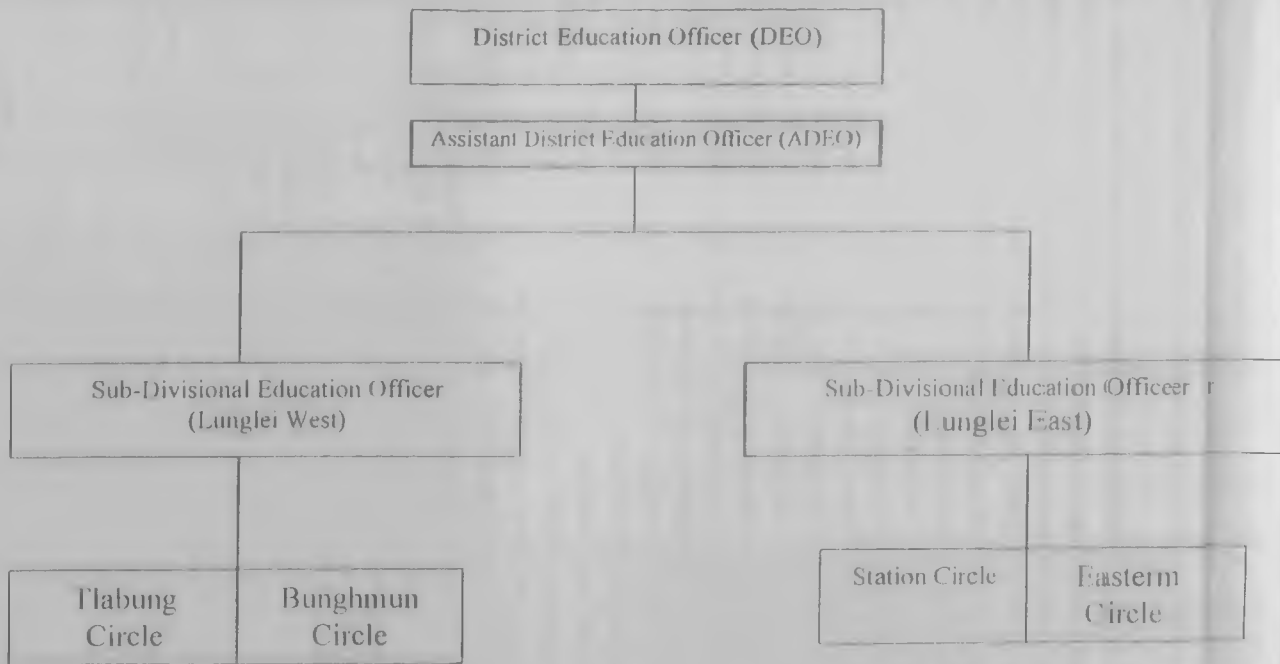 District Education Officer (DEO)
Assistant District Education Officer (ADEO)
Sub-Divisional Education Officer
(Lunglei West)
Sub-Divisional Education Officeer r
(Lunglei East)
Tlabung
Circle
Bunghmun
Circle
Station Circle
Easterm
Circle